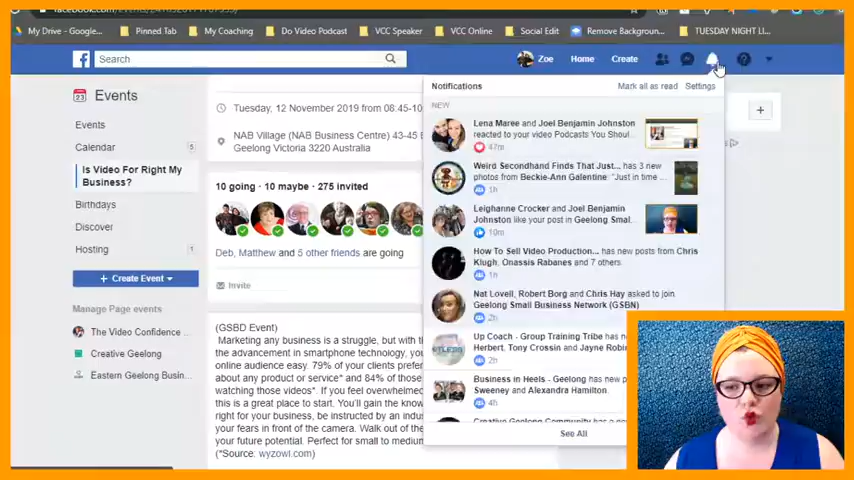 My Drive - Google...
Pinned Tab
My Coaching
Do Video Podcast
VCC Speaker
VCC Online
Social Edit
Remove Background...
TUESDAY NIGHT LI...
Search
Zoe
Home
Create
Events
Events
Calendar
5
Is Video For Right My
Business?
Birthdays
Discover
Hosting
1
+ Create Event
Manage Page events
The Video Confidence ...
Creative Geelong
Eastern Geelong Busin...
Tuesday, 12 November 2019 from 08:45-10
NAB Village (NAB Business Centre) 43-45
Geelong Victoria 3220 Australia
10 going · 10 maybe · 275 invited
Deb, Matthew and 5 other friends are going
Invite
(GSBD Event)
Marketing any business is a struggle, but with t
the advancement in smartphone technology, you
online audience easy. 79% of your clients prefe
about any product or service* and 84% of those
watching those videos*. If you feel overwhelmed
this is a great place to start. You'll gain the know
right for your business, be instructed by an indus
your fears in front of the camera. Walk out of the
your future potential. Perfect for small to medium
(*Source: wyzowl.com)
Notifications
Mark all as read
Settings
NEW
Lena Maree and Joel Benjamin Johnston
reacted to your video Podcasts You Shoul...
47m
Weird Secondhand Finds That Just... has 3 new
photos from Beckie-Ann Galentine: "Just in time ...
1h
Leighanne Crocker and Joel Benjamin
Johnston like your post in Geelong Smal...
10m
How To Sell Video Production... has new posts from Chris
Klugh, Onassis Rabanes and 7 others.
1h
Nat Lovell, Robert Borg and Chris Hay asked to join
Geelong Small Business Network (GSBN)
2h
Up Coach - Group Training Tribe has n
Herbert, Tony Crossin and Jayne Robin
2h
Business in Heels - Geelong has new p
Sweeney and Alexandra Hamilton.
4h
Creative Geelong Community has a n
See All